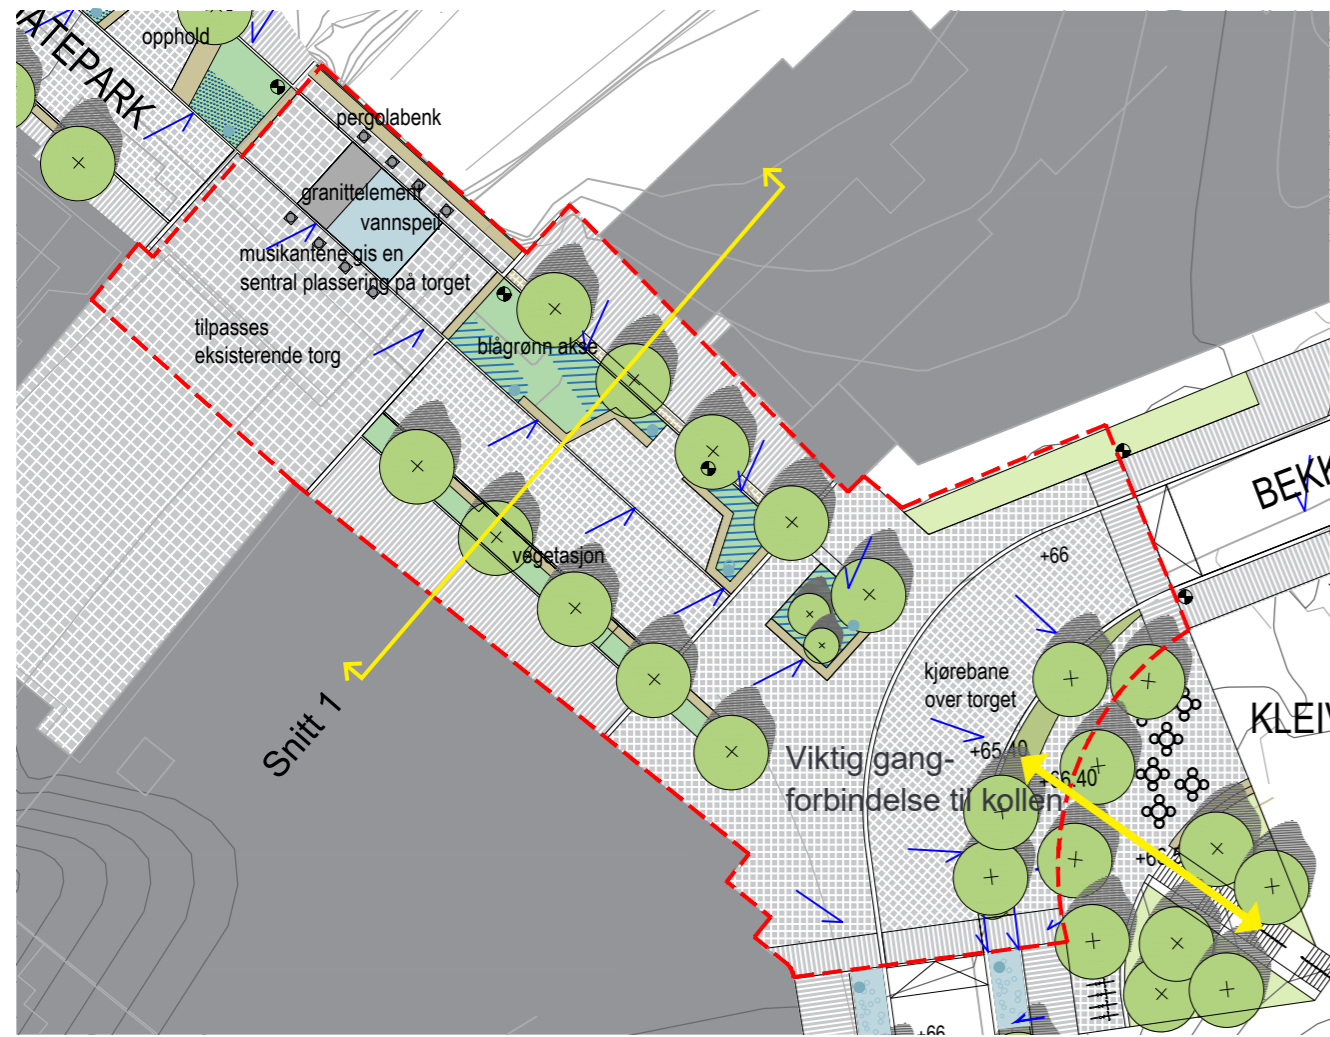 opphold
ATEPARK
pergolabenk
granittelement
vannspeil
musikantene gis en
sentral plassering på torget
tilpasses
eksisterende torg
blågrønn akse
vegetasjon
BEKK
+66
kjørebane
over torget
KLEIV
+65,40
Snitt 1
Viktig gang-
forbindelse til kollen
+66,40
+66